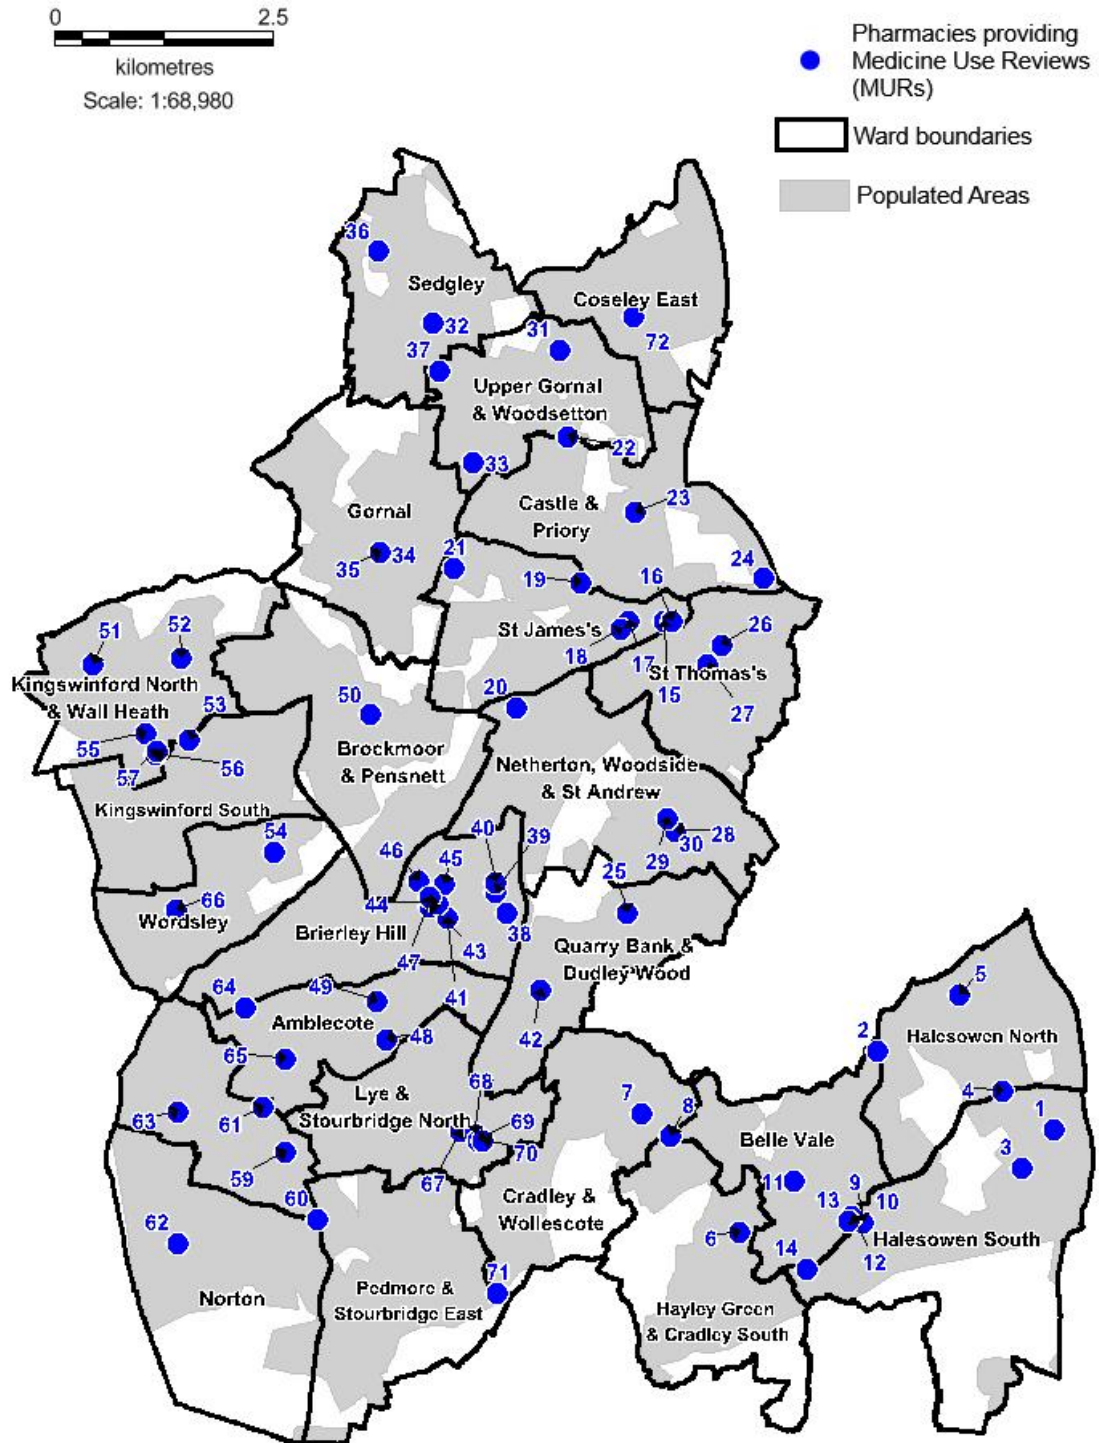 0 2.5
kilometres
Scale: 1:68,980
Pharmacies providing
Medicine Use Reviews
(MURs)
Ward boundaries
Populated Areas
36
Sedgley
Coseley East
32
31
72
37
Upper Gornal
& Woodsetton
22
33
23
Castle &
Priory
Gornal
21
24
35
34
19
16
26
51
52
St James's
18
17
St Thomas's
Kingswinford North
& Wall Heath
53
50
20
15
27
55
56
57
Brockmoor
& Pensnett
Netherton, Woodside
& St Andrew
Kingswinford South
54
40
39
28
30
29
46
45
25
66
Wordsley
44
Brierley Hill
38
43
47
Quarry Bank &
Dudley Wood
5
64
49
41
Amblecote
48
42
2
Halesowen North
65
68
4
Lye &
Stourbridge North
7
8
1
63
61
69
Belle Vale
70
3
59
67
11
9
10
60
Cradley &
Wollescote
13
62
6
12
Halesowen South
71
14
Norton
Pedmore &
Stourbridge East
Hayley Green
& Cradley South